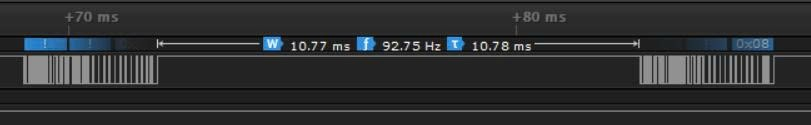 +70 ms +80 ms
! ! W 10.77 ms f 92.75 Hz T 10.78 ms 0x08